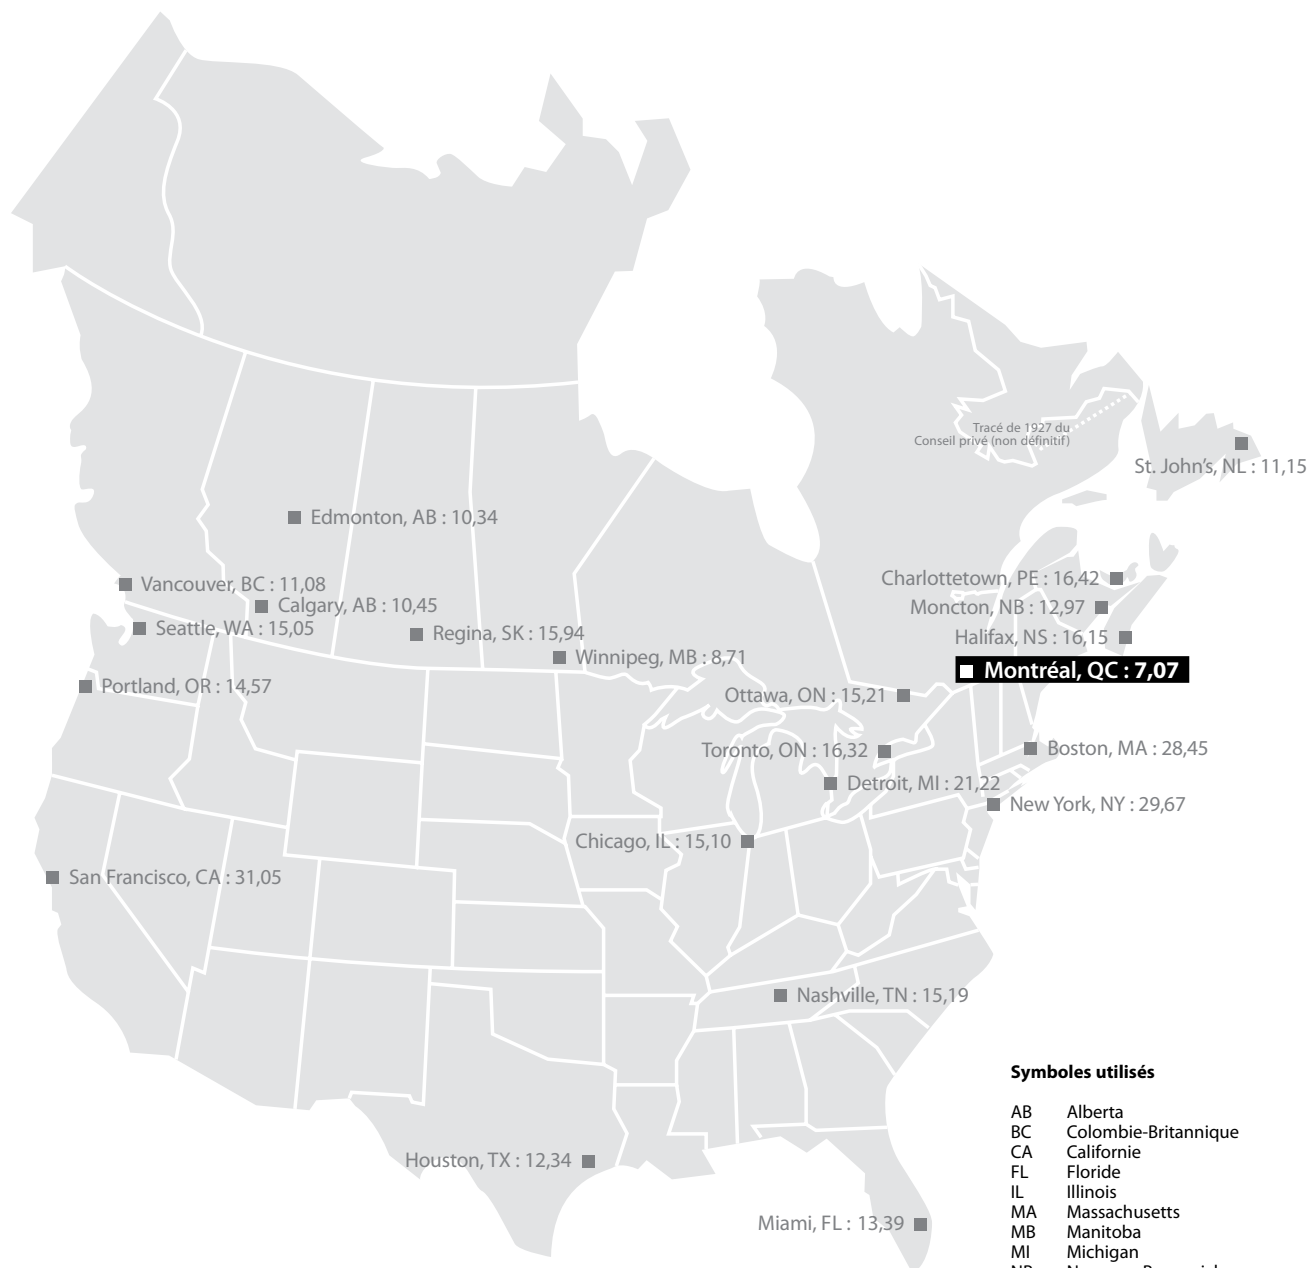 Tracé de 1927 du
Conseil privé (non définitif)
St. John's, NL : 11,15
Edmonton, AB : 10,34
Vancouver, BC : 11,08
Charlottetown, PE : 16,42
Calgary, AB : 10,45
Moncton, NB : 12,97
Seattle, WA : 15,05
Regina, SK : 15,94
Halifax, NS : 16,15
Winnipeg, MB : 8,71
Montréal, QC : 7,07
Portland, OR : 14,57
Ottawa, ON : 15,21
Toronto, ON : 16,32
Boston, MA : 28,45
Detroit, MI : 21,22
New York, NY : 29,67
Chicago, IL : 15,10
San Francisco, CA : 31,05
Nashville, TN : 15,19
Houston, TX : 12,34
Miami, FL : 13,39
Symboles utilisés
AB Alberta
BC Colombie-Britannique
CA Californie
FL Floride
IL Illinois
MA Massachusetts
MB Manitoba
MI Michigan